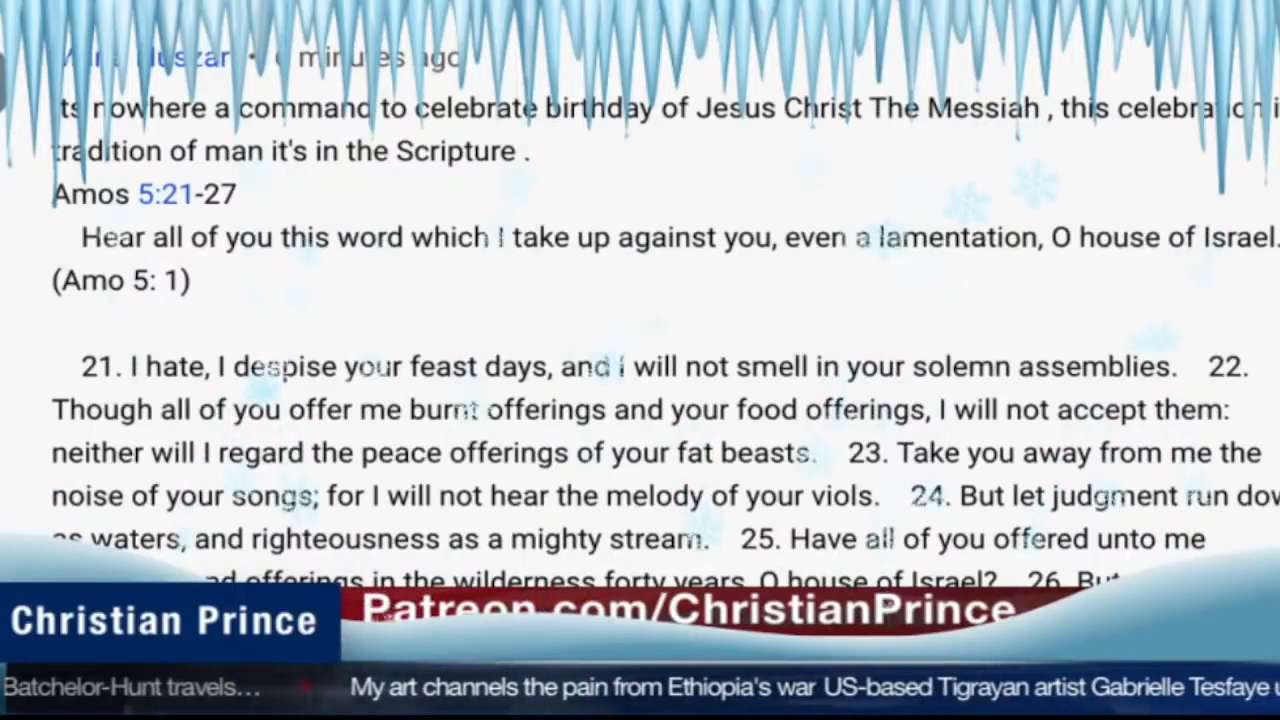 Huszar • minutes ago
ts nowhere a command to celebrate birthday of Jesus Christ The Messiah , this
tradition of man it's in the Scripture .
Amos 5:21-27
Hear all of you this word which I take up against you, even a lamentation, O house of Israel.
(Amo 5: 1)
21. I hate, I despise your feast days, and i will not smell in your solemn assemblies. 22.
Though all of you offer me burnt offerings and your food offerings, I will not accept them:
neither will I regard the peace offerings of your fat beasts. 23. Take you away from me the
noise of your songs; for I will not hear the melody of your viols. 24. But let judgment run dow
as waters, and righteousness as a mighty stream. 25. Have all of you offered unto me
offerings in the wilderness forty years, O house of Israel? 26.
Christian Prince
Patreon.com/ChristianPrince
Batchelor-Hunt travels... My art channels the pain from Ethiopia's war US-based Tigrayan artist Gabrielle Tesfaye u